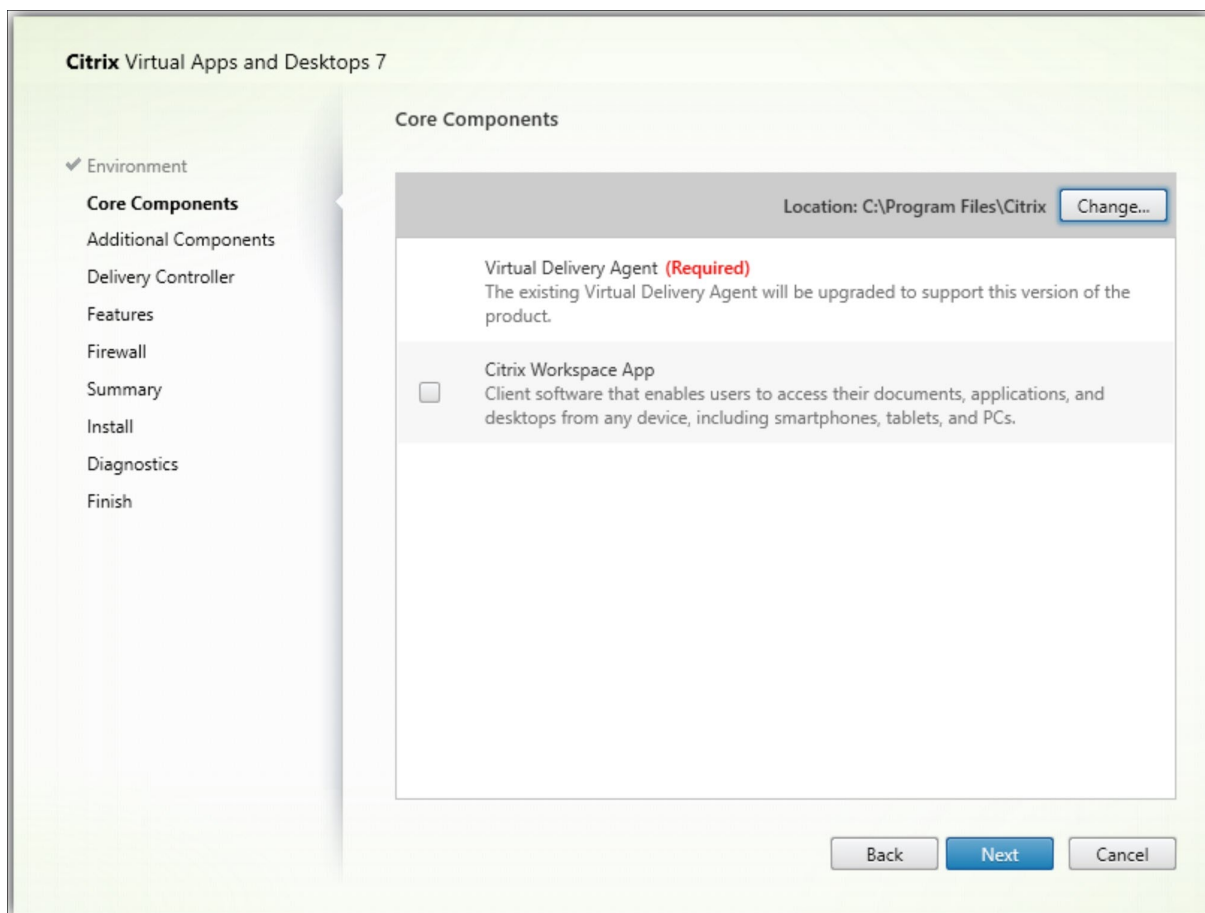 Citrix Virtual Apps and Desktops 7
Core Components
Environment
Core Components
Additional Components
Delivery Controller
Features
Firewall
Summary
Install
Diagnostics
Finish
Location: C:\Program Files\Citrix
Change...
Virtual Delivery Agent (Required)
The existing Virtual Delivery Agent will be upgraded to support this version of the
product.
Citrix Workspace App
Client software that enables users to access their documents, applications, and
desktops from any device, including smartphones, tablets, and PCs.
Back
Next
Cancel